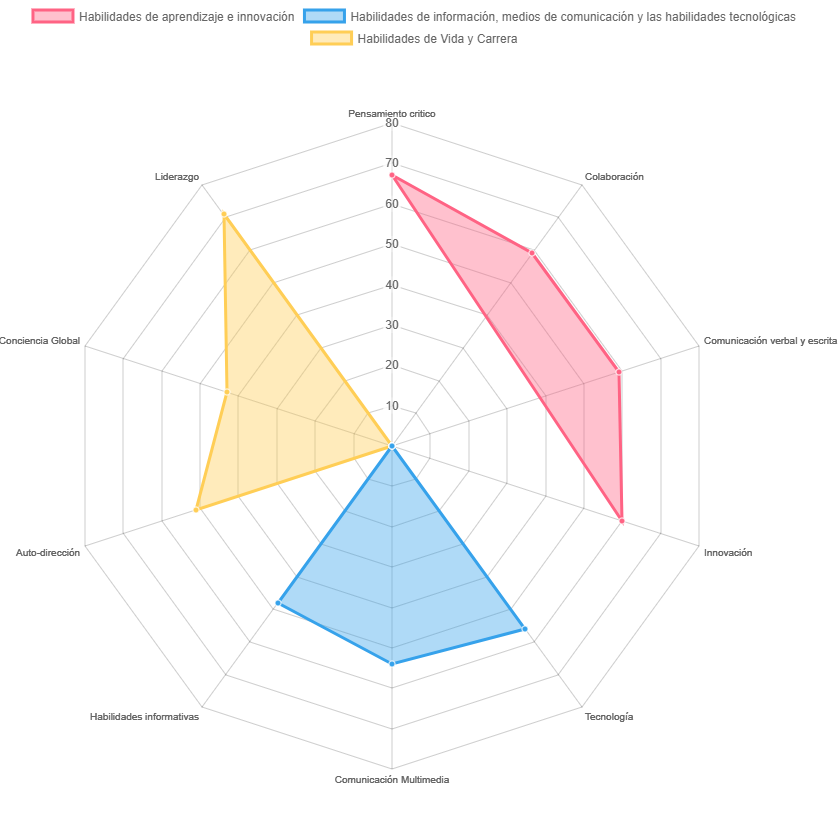 Habilidades de aprendizaje e innovación
Habilidades de información, medios de comunicación y las habilidades tecnológicas
Habilidades de Vida y Carrera
Pensamiento critico
80
70
60
50
40
30
20
10
Liderazgo
Colaboración
Conciencia Global
Comunicación verbal y escrita
Auto-dirección
Innovación
Habilidades informativas
Tecnología
Comunicación Multimedia